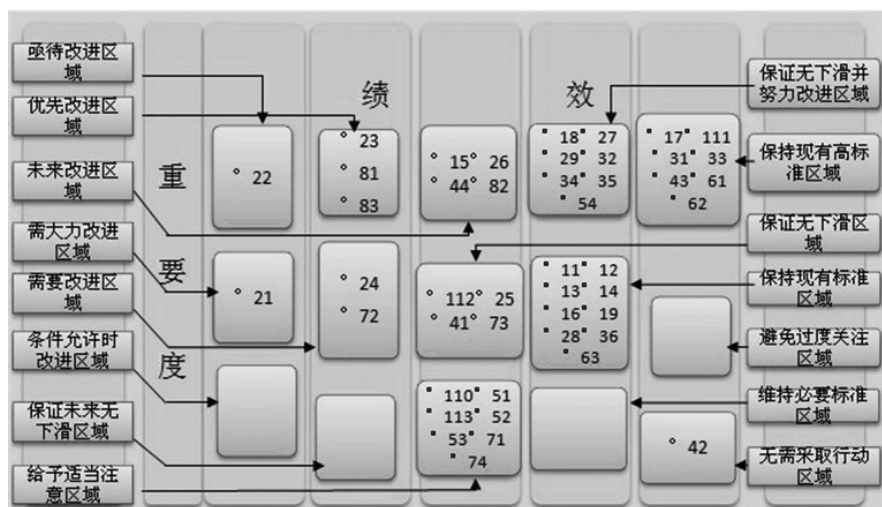 亟待改进区
域
优先改进区
域
未来改进区
域
需大力改进
区域
需要改进区
域
条件允许时
改进区域
保证未来无
下滑区域
给予适当注
意区域
绩 效
重
要
度
22
23
81
83
15 26
44 82
18 27
29 32
34 35
54
17 111
31 33
43 61
62
21
24
72
112 25
41 73
11 12
13 14
16 19
28 36
63
110 51
113 52
53 71
74
42
保证无下滑并
努力改进区域
保持现有高标
准区域
保证无下滑区
域
保持现有标准
区域
避免过度关注
区域
维持必要标准
区域
无需采取行动
区域